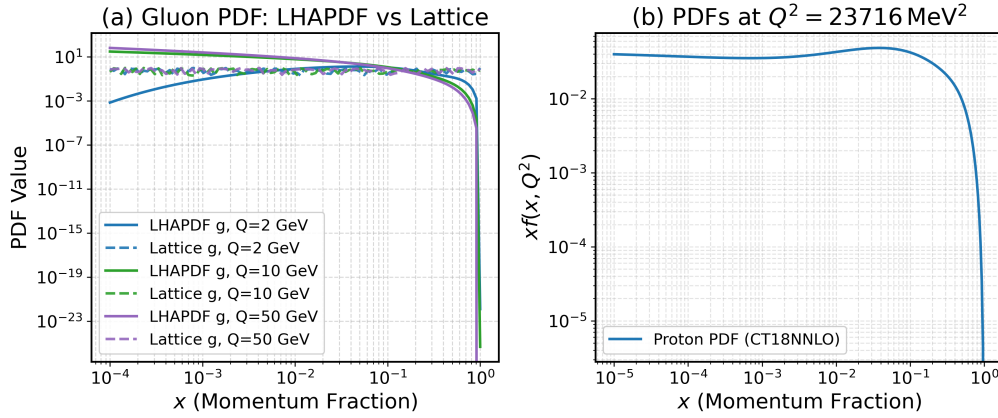 (a) Gluon PDF: LHAPDF vs Lattice
PDF Value
10^1
10^−3
10^−7
10^−11
10^−15
10^−19
10^−23
LHAPDF g, Q=2 GeV
Lattice g, Q=2 GeV
LHAPDF g, Q=10 GeV
Lattice g, Q=10 GeV
LHAPDF g, Q=50 GeV
Lattice g, Q=50 GeV
10^−4 10^−3 10^−2 10^−1 10^0
x (Momentum Fraction)
(b) PDFs at Q^2 = 23716 MeV^2
xf(x, Q^2)
10^−2
10^−3
10^−4
10^−5
Proton PDF (CT18NNLO)
10^−5 10^−4 10^−3 10^−2 10^−1 10^0
x (Momentum Fraction)